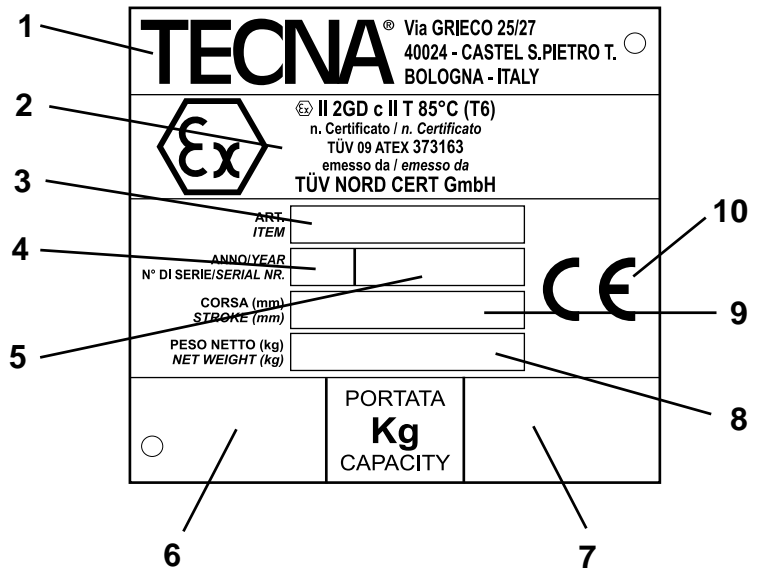 1
TECNA®
Via GRIECO 25/27
40024 - CASTEL S.PIETRO T.
BOLOGNA - ITALY
2
Ex
Ex II 2GD c II T 85°C (T6)
n. Certificato / n. Certificato
TÜV 09 ATEX 373163
emesso da / emesso da
TÜV NORD CERT GmbH
3
ART.
ITEM
4
ANNO/YEAR
N° DI SERIE/SERIAL NR.
10
CE
CORSA (mm)
STROKE (mm)
9
5
PESO NETTO (kg)
NET WEIGHT (kg)
8
PORTATA
Kg
CAPACITY
6
7